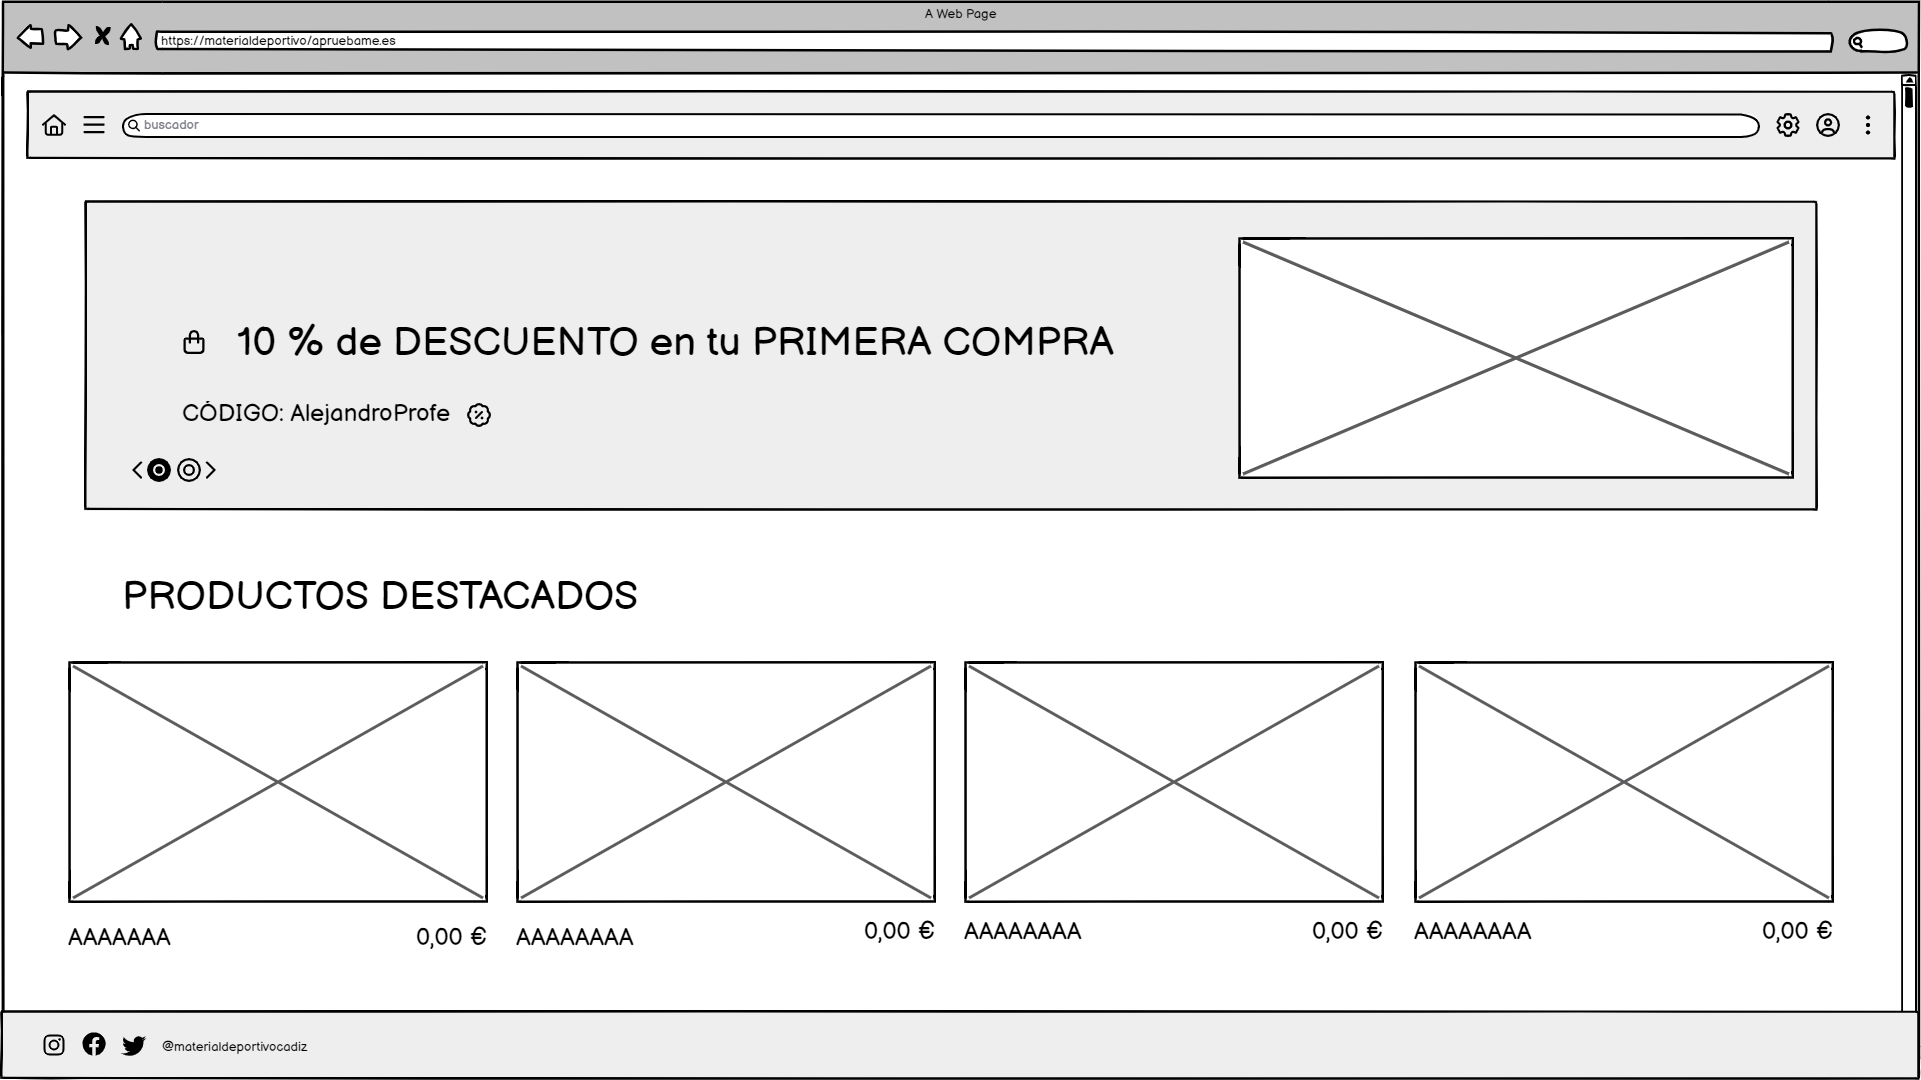 A Web Page
https://materialdeportivo/apruebame.es
buscador
10 % de DESCUENTO en tu PRIMERA COMPRA
CÓDIGO: AlejandroProfe
PRODUCTOS DESTACADOS
AAAAAAA 0,00 € AAAAAAAA 0,00 € AAAAAAAA 0,00 € AAAAAAAA 0,00 €
@materialdeportivocadiz